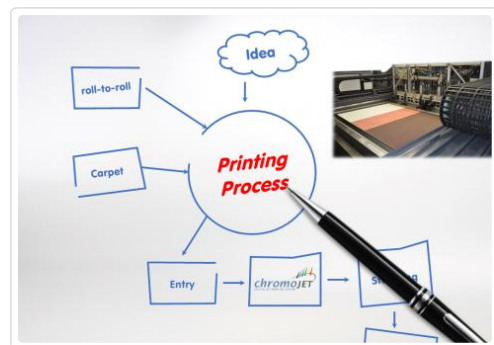 Idea
roll-to-roll
Printing
Process
Carpet
Entry
chromoJET